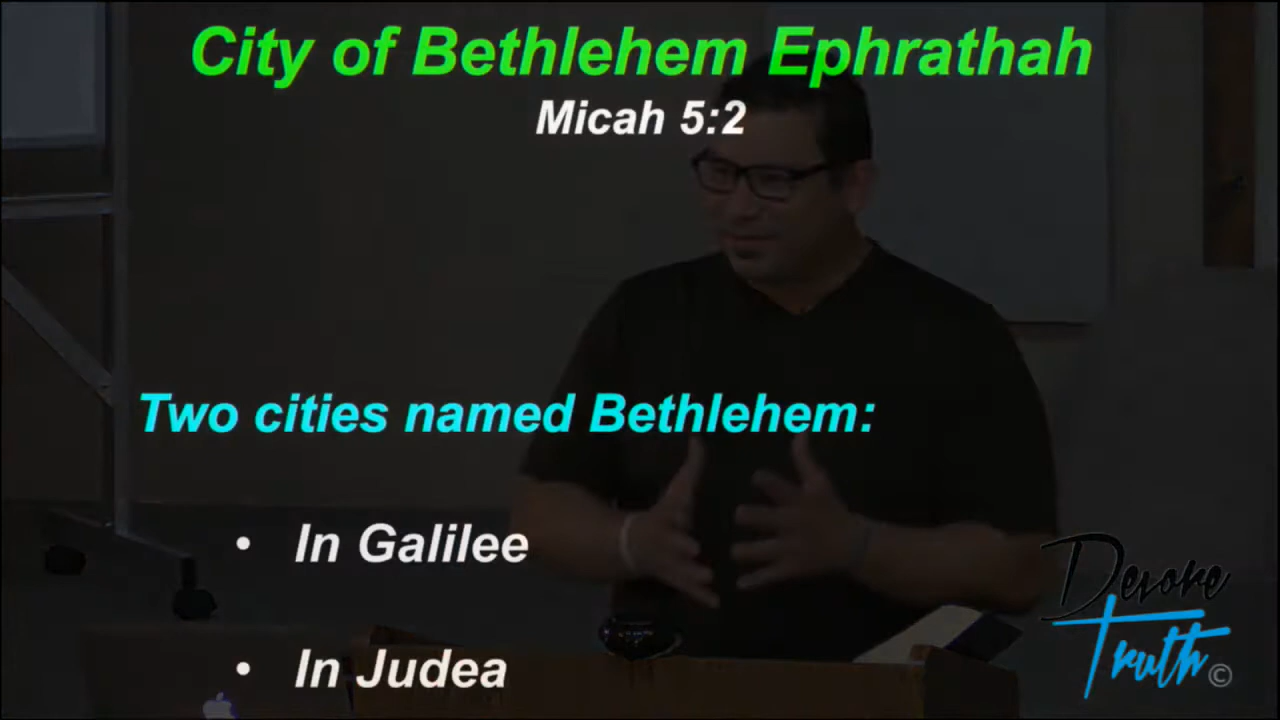 City of Bethlehem Ephrathah
Micah 5:2
Two cities named Bethlehem:
• In Galilee
• In Judea
Devore
Truth©